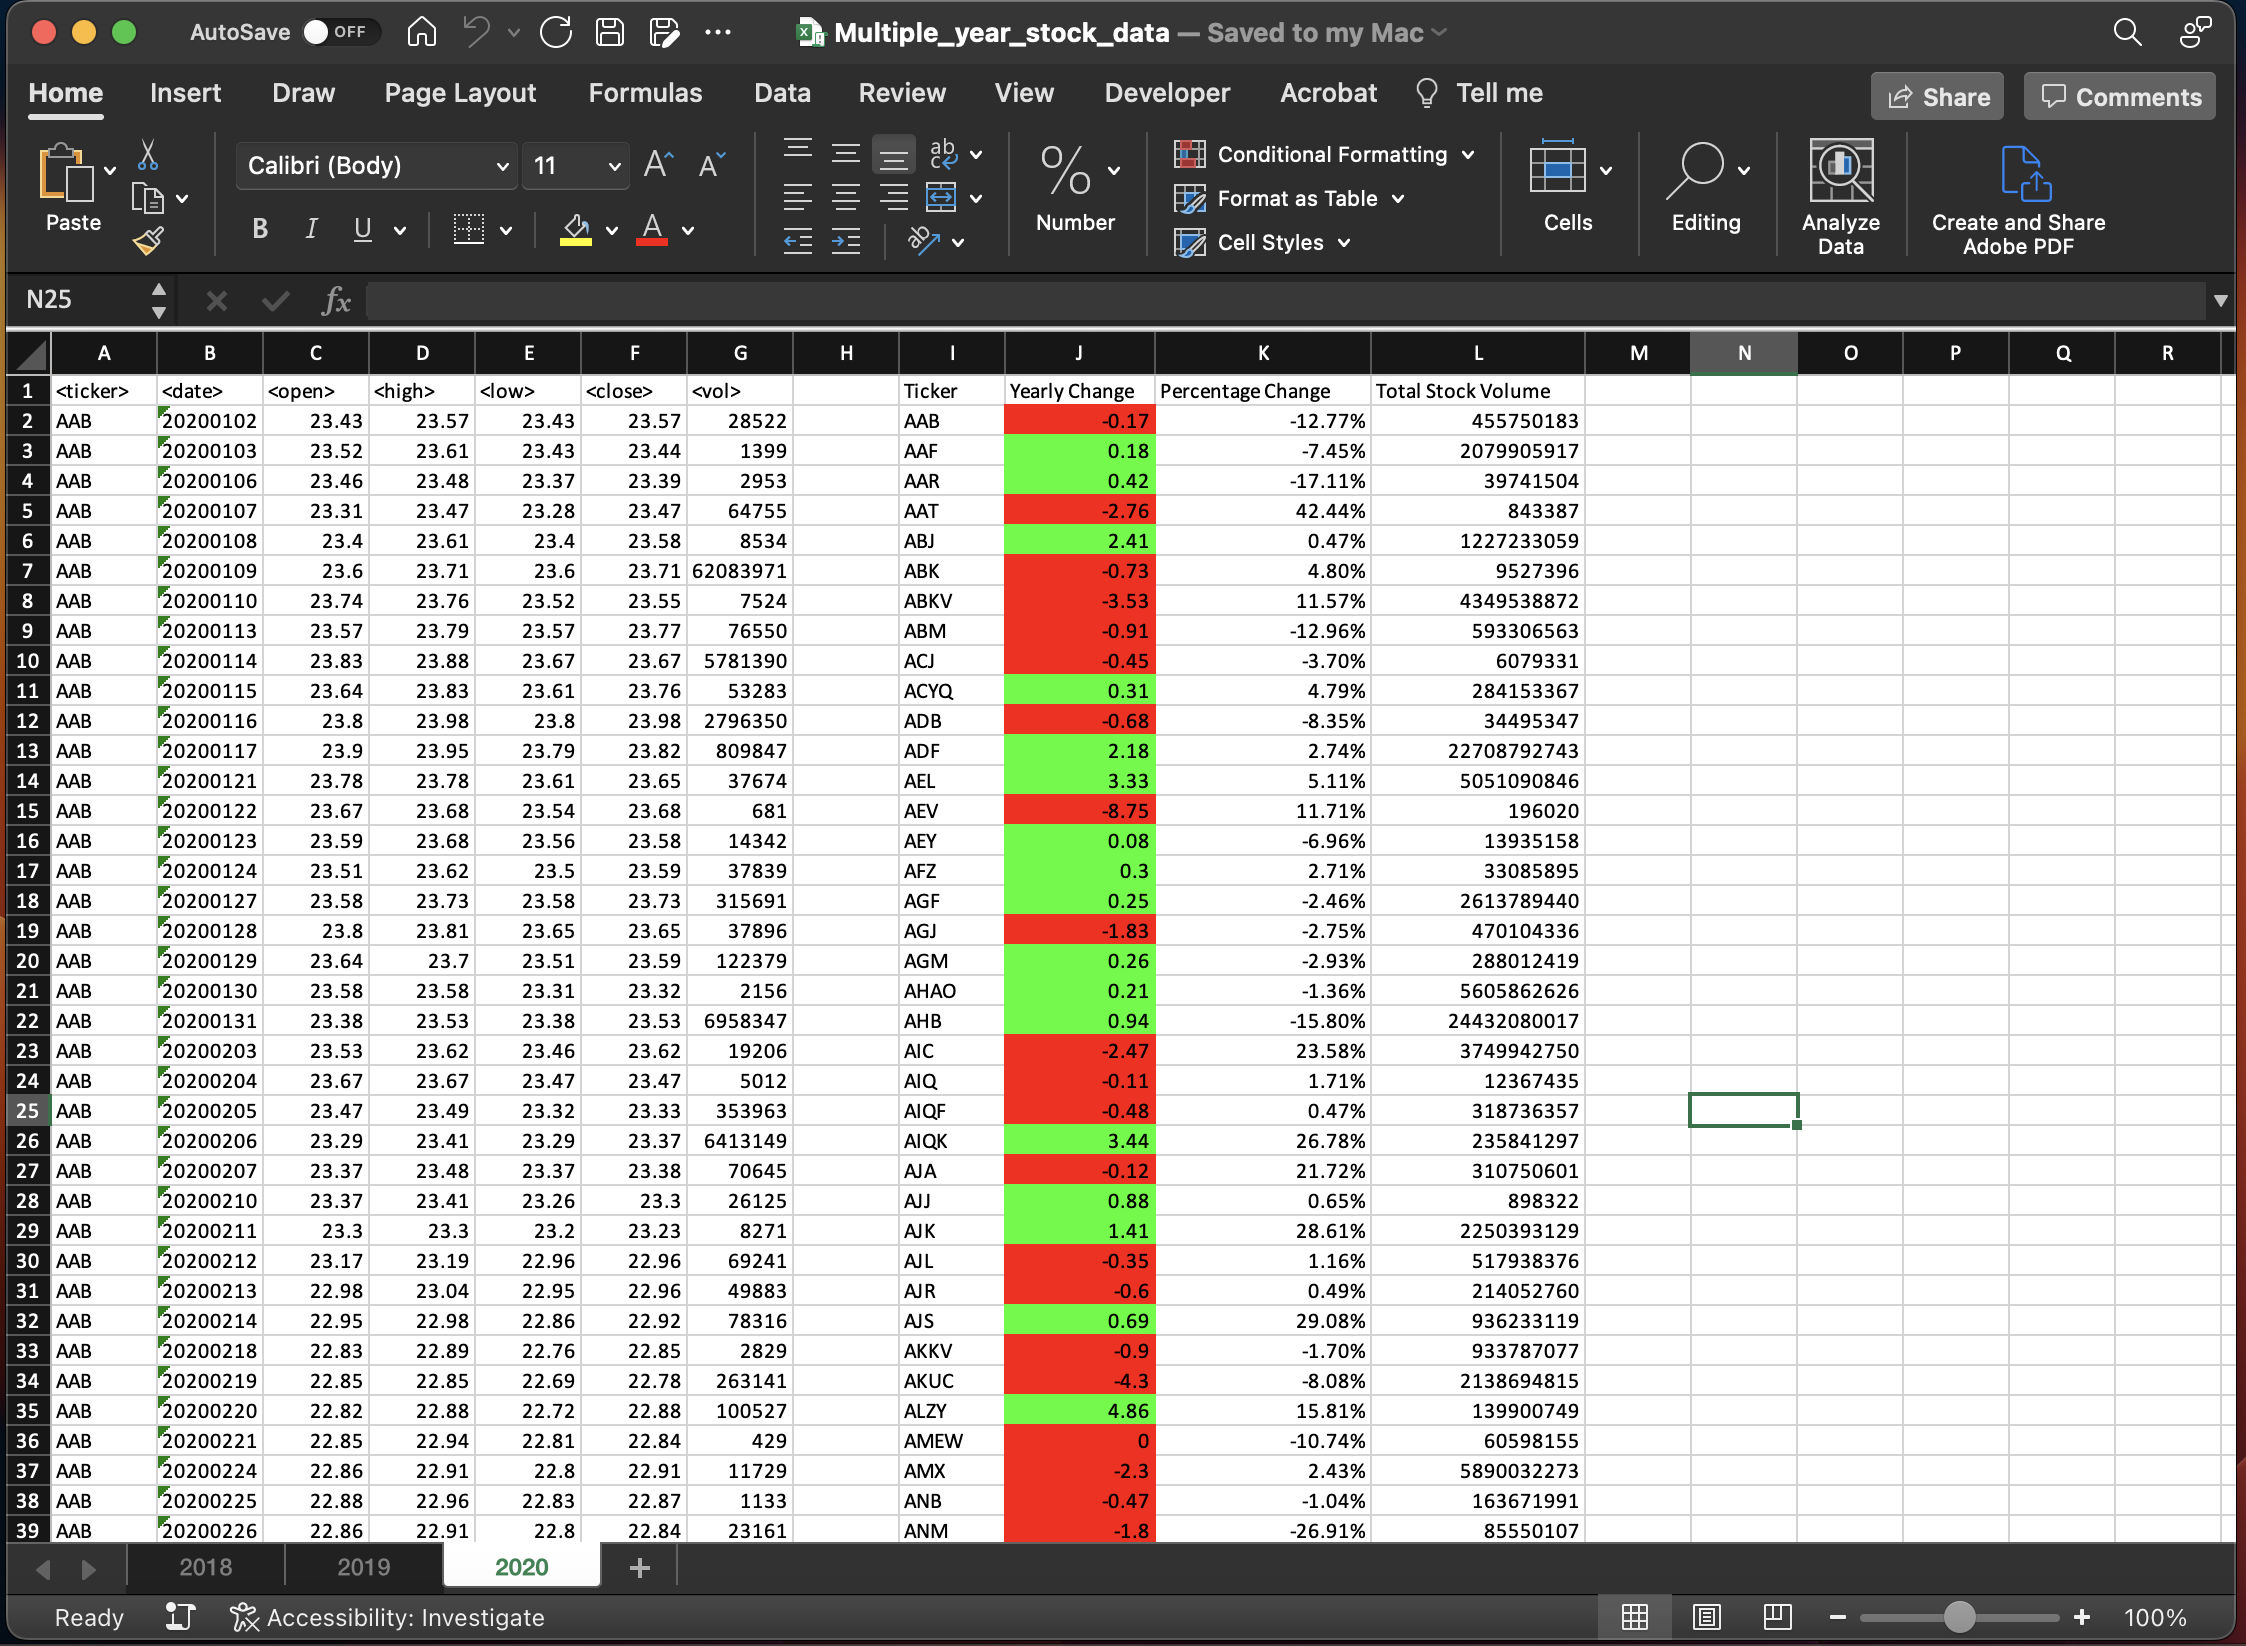 AutoSave OFF Multiple_year_stock_data — Saved to my Mac
Home Insert Draw Page Layout Formulas Data Review View Developer Acrobat Tell me Share Comments
Paste Calibri (Body) 11 A A ab c Conditional Formatting
B I U A Number Format as Table Cells Editing Analyze Data Create and Share Adobe PDF
Cell Styles
N25 fx
A B C D E F G H I J K L M N O P Q R
1 <ticker> <date> <open> <high> <low> <close> <vol> Ticker Yearly Change Percentage Change Total Stock Volume
2 AAB 20200102 23.43 23.57 23.43 23.57 28522 AAB -0.17 -12.77% 455750183
3 AAB 20200103 23.52 23.61 23.43 23.44 1399 AAF 0.18 -7.45% 2079905917
4 AAB 20200106 23.46 23.48 23.37 23.39 2953 AAR 0.42 -17.11% 39741504
5 AAB 20200107 23.31 23.47 23.28 23.47 64755 AAT -2.76 42.44% 843387
6 AAB 20200108 23.4 23.61 23.4 23.58 8534 ABJ 2.41 0.47% 1227233059
7 AAB 20200109 23.6 23.71 23.6 23.71 62083971 ABK -0.73 4.80% 9527396
8 AAB 20200110 23.74 23.76 23.52 23.55 7524 ABKV -3.53 11.57% 4349538872
9 AAB 20200113 23.57 23.79 23.57 23.77 76550 ABM -0.91 -12.96% 593306563
10 AAB 20200114 23.83 23.88 23.67 23.67 5781390 ACJ -0.45 -3.70% 6079331
11 AAB 20200115 23.64 23.83 23.61 23.76 53283 ACYQ 0.31 4.79% 284153367
12 AAB 20200116 23.8 23.98 23.8 23.98 2796350 ADB -0.68 -8.35% 34495347
13 AAB 20200117 23.9 23.95 23.79 23.82 809847 ADF 2.18 2.74% 22708792743
14 AAB 20200121 23.78 23.78 23.61 23.65 37674 AEL 3.33 5.11% 5051090846
15 AAB 20200122 23.67 23.68 23.54 23.68 681 AEV -8.75 11.71% 196020
16 AAB 20200123 23.59 23.68 23.56 23.58 14342 AEY 0.08 -6.96% 13935158
17 AAB 20200124 23.51 23.62 23.5 23.59 37839 AFZ 0.3 2.71% 33085895
18 AAB 20200127 23.58 23.73 23.58 23.73 315691 AGF 0.25 -2.46% 2613789440
19 AAB 20200128 23.8 23.81 23.65 23.65 37896 AGJ -1.83 -2.75% 470104336
20 AAB 20200129 23.64 23.7 23.51 23.59 122379 AGM 0.26 -2.93% 288012419
21 AAB 20200130 23.58 23.58 23.31 23.32 2156 AHAO 0.21 -1.36% 5605862626
22 AAB 20200131 23.38 23.53 23.38 23.53 6958347 AHB 0.94 -15.80% 24432080017
23 AAB 20200203 23.53 23.62 23.46 23.62 19206 AIC -2.47 23.58% 3749942750
24 AAB 20200204 23.67 23.67 23.47 23.47 5012 AIQ -0.11 1.71% 12367435
25 AAB 20200205 23.47 23.49 23.32 23.33 353963 AIQF -0.48 0.47% 318736357
26 AAB 20200206 23.29 23.41 23.29 23.37 6413149 AIQK 3.44 26.78% 235841297
27 AAB 20200207 23.37 23.48 23.37 23.38 70645 AJA -0.12 21.72% 310750601
28 AAB 20200210 23.37 23.41 23.26 23.3 26125 AJJ 0.88 0.65% 898322
29 AAB 20200211 23.3 23.3 23.2 23.23 8271 AJK 1.41 28.61% 2250393129
30 AAB 20200212 23.17 23.19 22.96 22.96 69241 AJL -0.35 1.16% 517938376
31 AAB 20200213 22.98 23.04 22.95 22.96 49883 AJR -0.6 0.49% 214052760
32 AAB 20200214 22.95 22.98 22.86 22.92 78316 AJS 0.69 29.08% 936233119
33 AAB 20200218 22.83 22.89 22.76 22.85 2829 AKKV -0.9 -1.70% 933787077
34 AAB 20200219 22.85 22.85 22.69 22.78 263141 AKUC -4.3 -8.08% 2138694815
35 AAB 20200220 22.82 22.88 22.72 22.88 100527 ALZY 4.86 15.81% 139900749
36 AAB 20200221 22.85 22.94 22.81 22.84 429 AMEW 0 -10.74% 60598155
37 AAB 20200224 22.86 22.91 22.8 22.91 11729 AMX -2.3 2.43% 5890032273
38 AAB 20200225 22.88 22.96 22.83 22.87 1133 ANB -0.47 -1.04% 163671991
39 AAB 20200226 22.86 22.91 22.8 22.84 23161 ANM -1.8 -26.91% 85550107
2018 2019 2020 +
Ready Accessibility: Investigate 100%